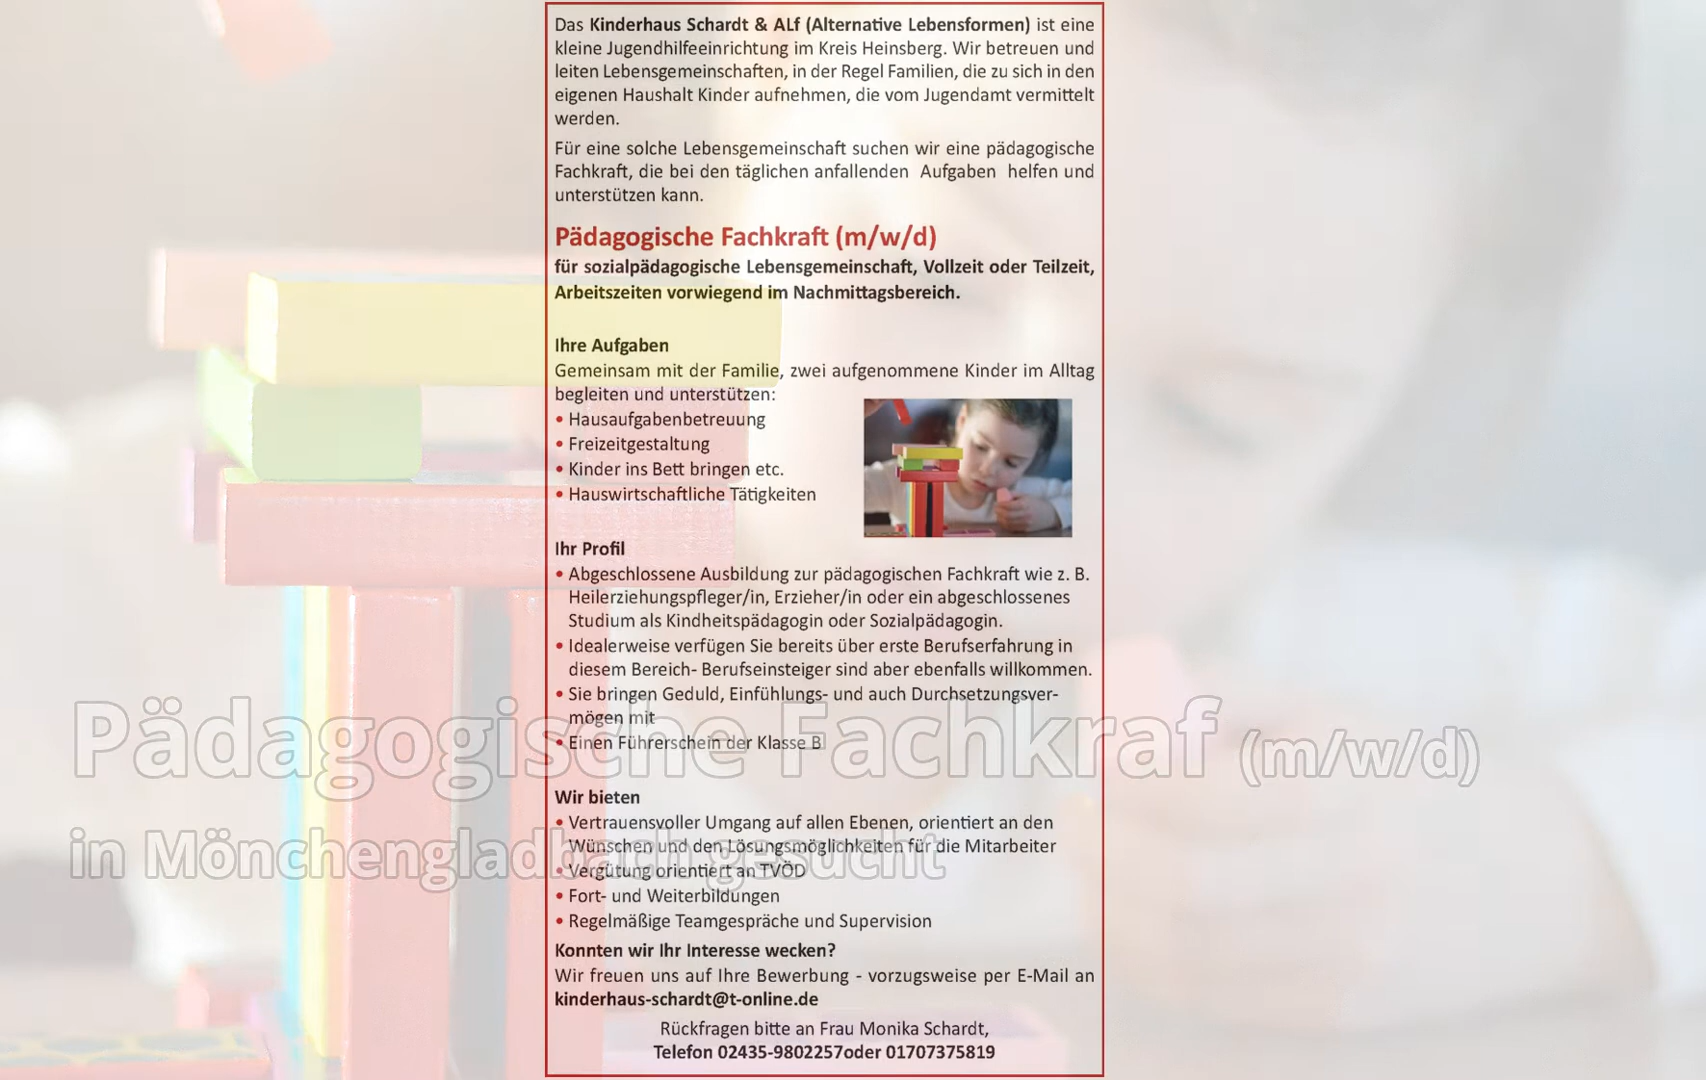 Das Kinderhaus Schardt & ALf (Alternative Lebensformen) ist eine
kleine Jugendhilfeeinrichtung im Kreis Heinsberg. Wir betreuen und
leiten Lebensgemeinschaften, in der Regel Familien, die zu sich in den
eigenen Haushalt Kinder aufnehmen, die vom Jugendamt vermittelt
werden.
Für eine solche Lebensgemeinschaft suchen wir eine pädagogische
Fachkraft, die bei den täglichen anfallenden Aufgaben helfen und
unterstützen kann.
Pädagogische Fachkraft (m/w/d)
für sozialpädagogische Lebensgemeinschaft, Vollzeit oder Teilzeit,
Arbeitszeiten vorwiegend im Nachmittagsbereich.
Ihre Aufgaben
Gemeinsam mit der Familie, zwei aufgenommene Kinder im Alltag
begleiten und unterstützen:
• Hausaufgabenbetreuung
• Freizeitgestaltung
• Kinder ins Bett bringen etc.
• Hauswirtschaftliche Tätigkeiten
Ihr Profil
• Abgeschlossene Ausbildung zur pädagogischen Fachkraft wie z. B.
Heilerziehungspfleger/in, Erzieher/in oder ein abgeschlossenes
Studium als Kindheitspädagogin oder Sozialpädagogin.
• Idealerweise verfügen Sie bereits über erste Berufserfahrung in
diesem Bereich- Berufseinsteiger sind aber ebenfalls willkommen.
• Sie bringen Geduld, Einfühlungs- und auch Durchsetzungsver-
mögen mit
• Einen Führerschein der Klasse B
Pädagogische Fachkraf (m/w/d)
in Mönchengladbach gesucht
Wir bieten
• Vertrauensvoller Umgang auf allen Ebenen, orientiert an den
Wünschen und den Lösungsmöglichkeiten für die Mitarbeiter
• Vergütung orientiert an TVÖD
• Fort- und Weiterbildungen
• Regelmäßige Teamgespräche und Supervision
Konnten wir Ihr Interesse wecken?
Wir freuen uns auf Ihre Bewerbung - vorzugsweise per E-Mail an
kinderhaus-schardt@t-online.de
Rückfragen bitte an Frau Monika Schardt,
Telefon 02435-9802257oder 01707375819